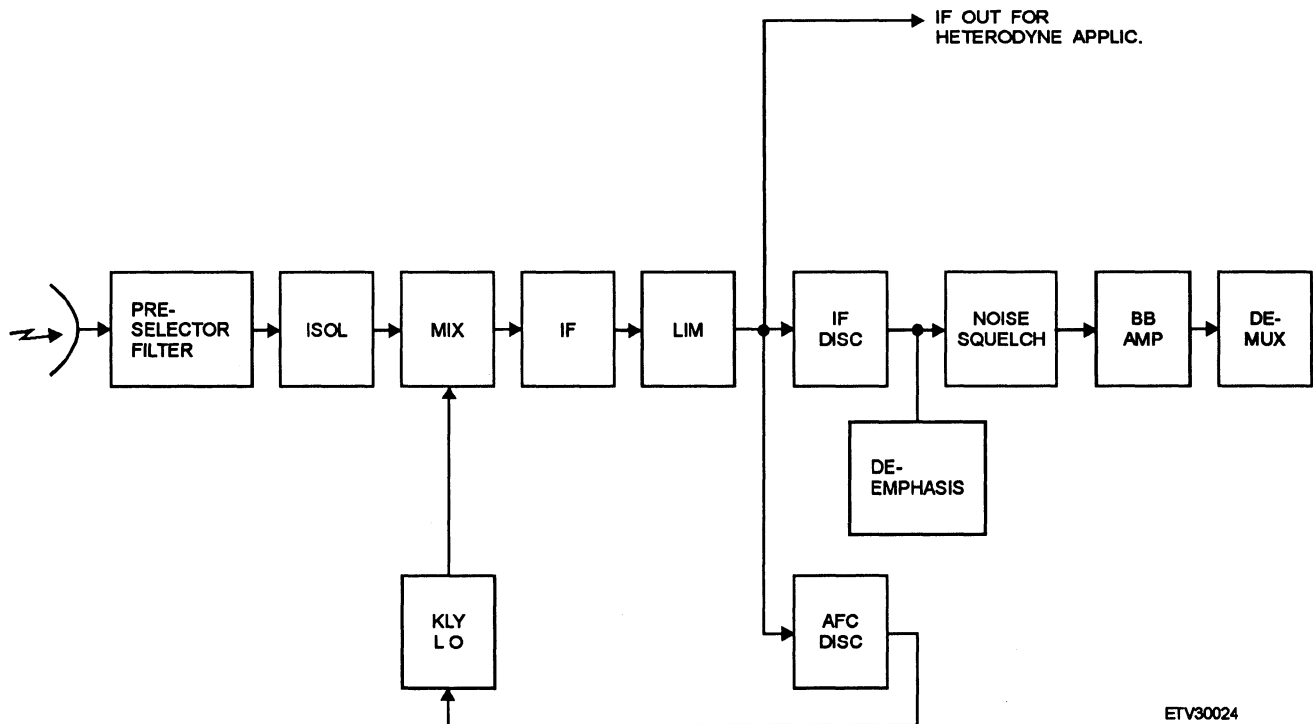 IF OUT FOR
HETERODYNE APPLIC.
PRE-
SELECTOR
FILTER
ISOL
MIX
IF
LIM
IF
DISC
NOISE
SQUELCH
BB
AMP
DE-
MUX
DE-
EMPHASIS
KLY
L O
AFC
DISC
ETV30024